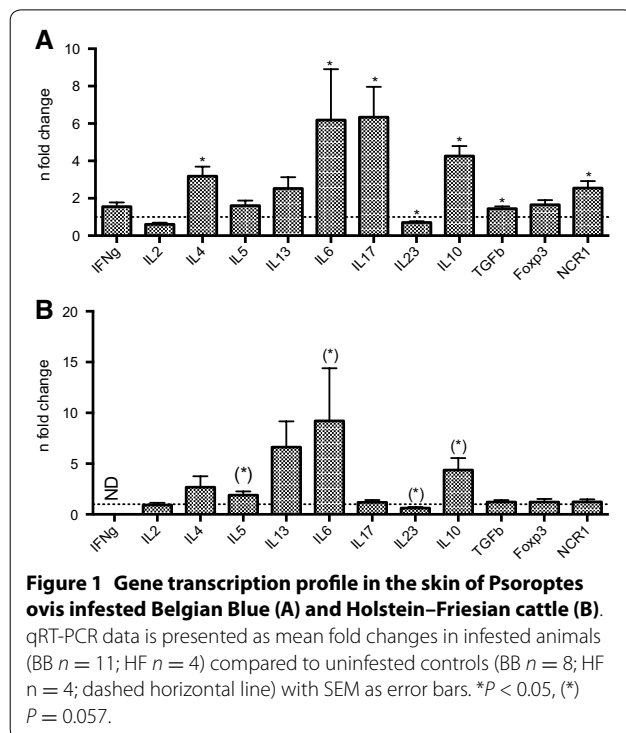 A
10
8
6
4
2
0
n fold change
* * * * * * *
IFNg IL2 IL4 IL5 IL13 IL6 IL17 IL23 IL10 TGFb Foxp3 NCR1
B
20
15
10
5
0
n fold change
ND
(*) (*) (*) (*)
IFNg IL2 IL4 IL5 IL13 IL6 IL17 IL23 IL10 TGFb Foxp3 NCR1
Figure 1 Gene transcription profile in the skin of Psoroptes
ovis infested Belgian Blue (A) and Holstein–Friesian cattle (B).
qRT-PCR data is presented as mean fold changes in infested animals
(BB n = 11; HF n = 4) compared to uninfested controls (BB n = 8; HF
n = 4; dashed horizontal line) with SEM as error bars. *P < 0.05, (*)
P = 0.057.